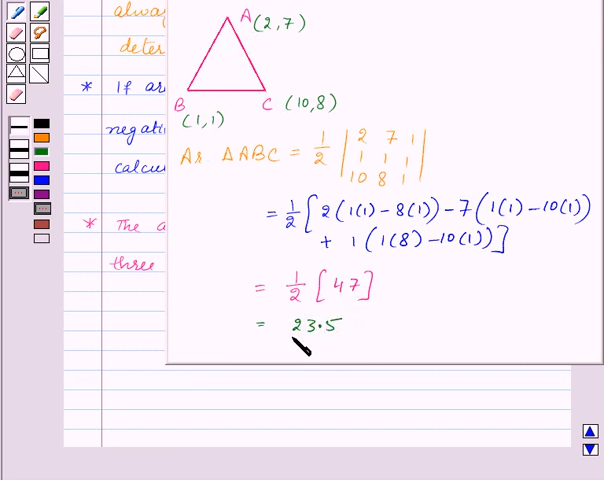 alway
deter
* If are
negati
calcu
* The a
three
A (2,7)
B
C (10,8)
(1,1)
Ar ΔABC = 1/2 | 2 7 1
1 1 1
10 8 1 |
= 1/2 [ 2 (1(1) - 8(1)) - 7 (1(1) - 10(1))
+ 1 (1(8) - 10(1)) ]
= 1/2 [47]
= 23.5